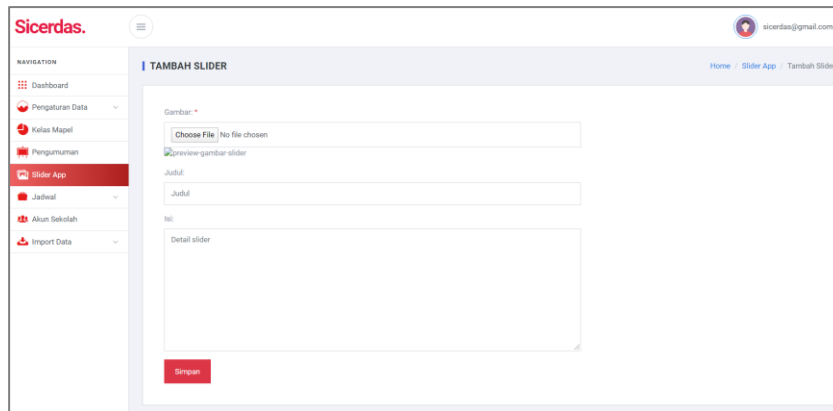 Sicerdas.
sicerdas@gmail.com
NAVIGATION
Dashboard
Pengaturan Data
Kelas Mapel
Pengumuman
Slider App
Jadwal
Akun Sekolah
Import Data
TAMBAH SLIDER
Home / Slider App / Tambah Slide
Gambar: *
Choose File No file chosen
preview-gambar-slider
Judul:
Judul
Isi:
Detail slider
Simpan